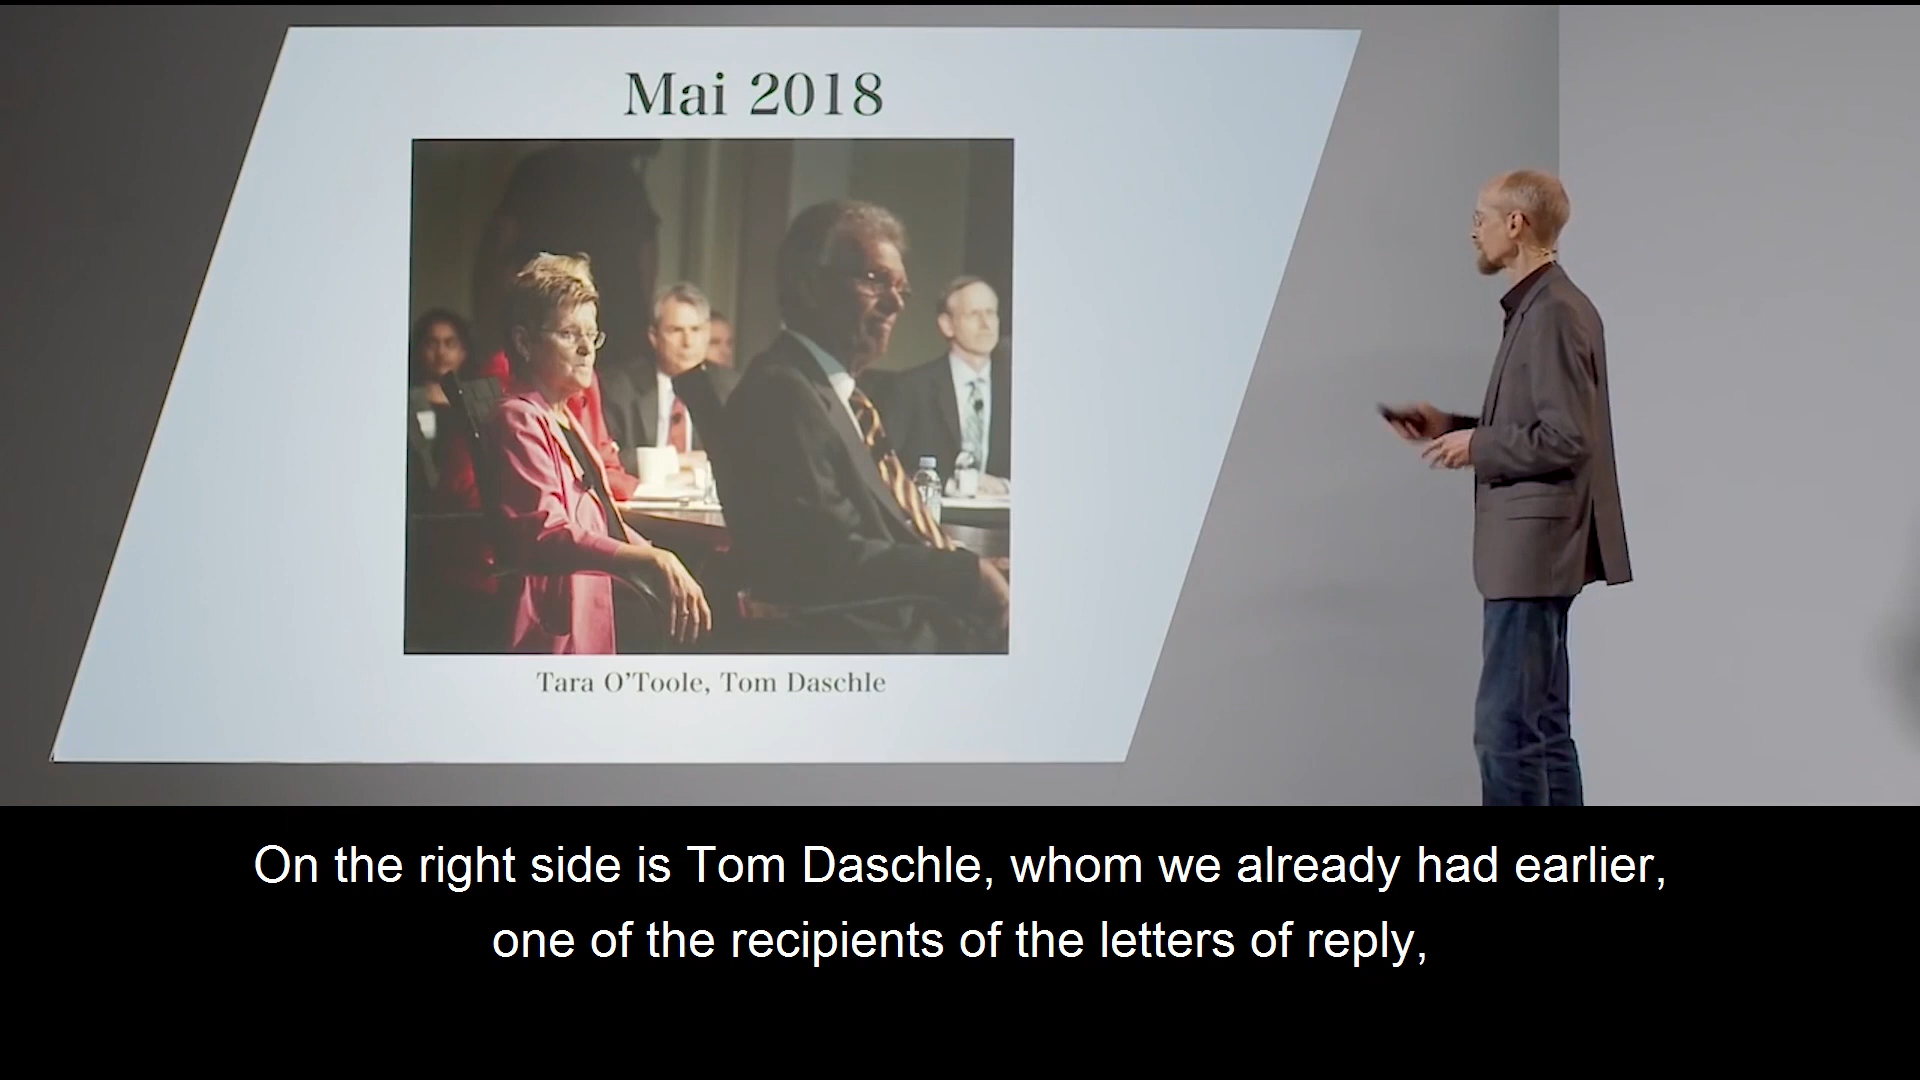 Mai 2018
Tara O'Toole, Tom Daschle
On the right side is Tom Daschle, whom we already had earlier,
one of the recipients of the letters of reply,